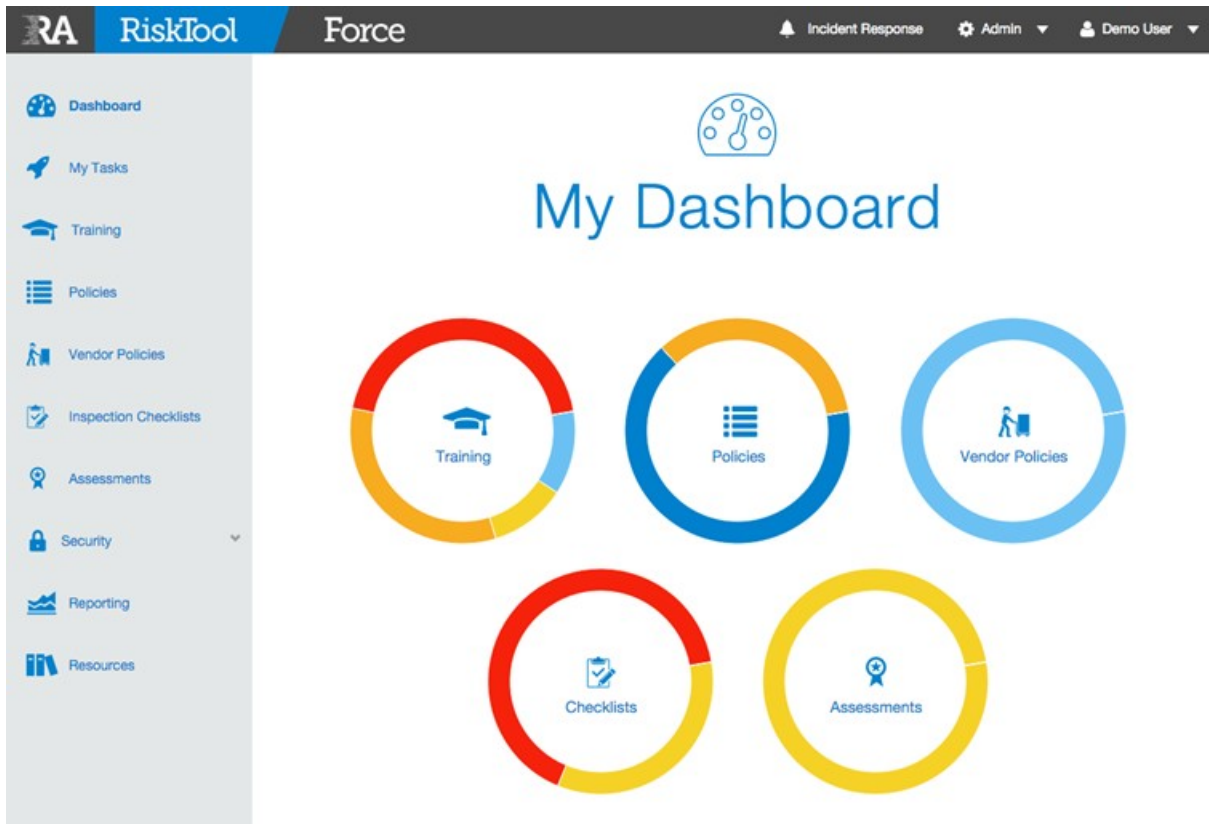 RA RiskTool Force Incident Response Admin Demo User
Dashboard
My Tasks
Training
Policies
Vendor Policies
Inspection Checklists
Assessments
Security
Reporting
Resources
My Dashboard
Training
Policies
Vendor Policies
Checklists
Assessments